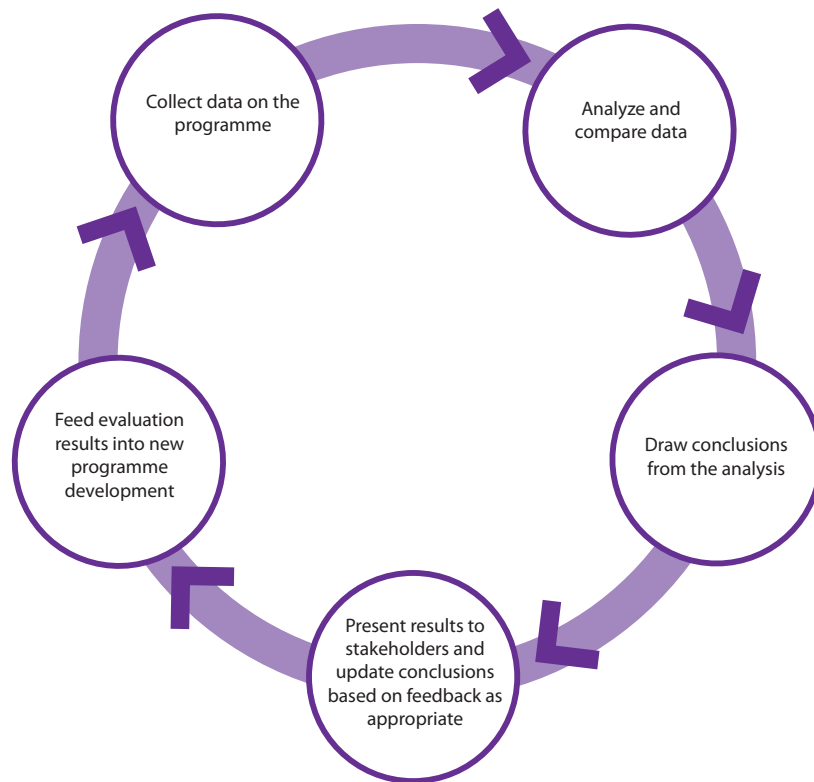 Collect data on the
programme
Analyze and
compare data
Draw conclusions
from the analysis
Present results to
stakeholders and
update conclusions
based on feedback as
appropriate
Feed evaluation
results into new
programme
development